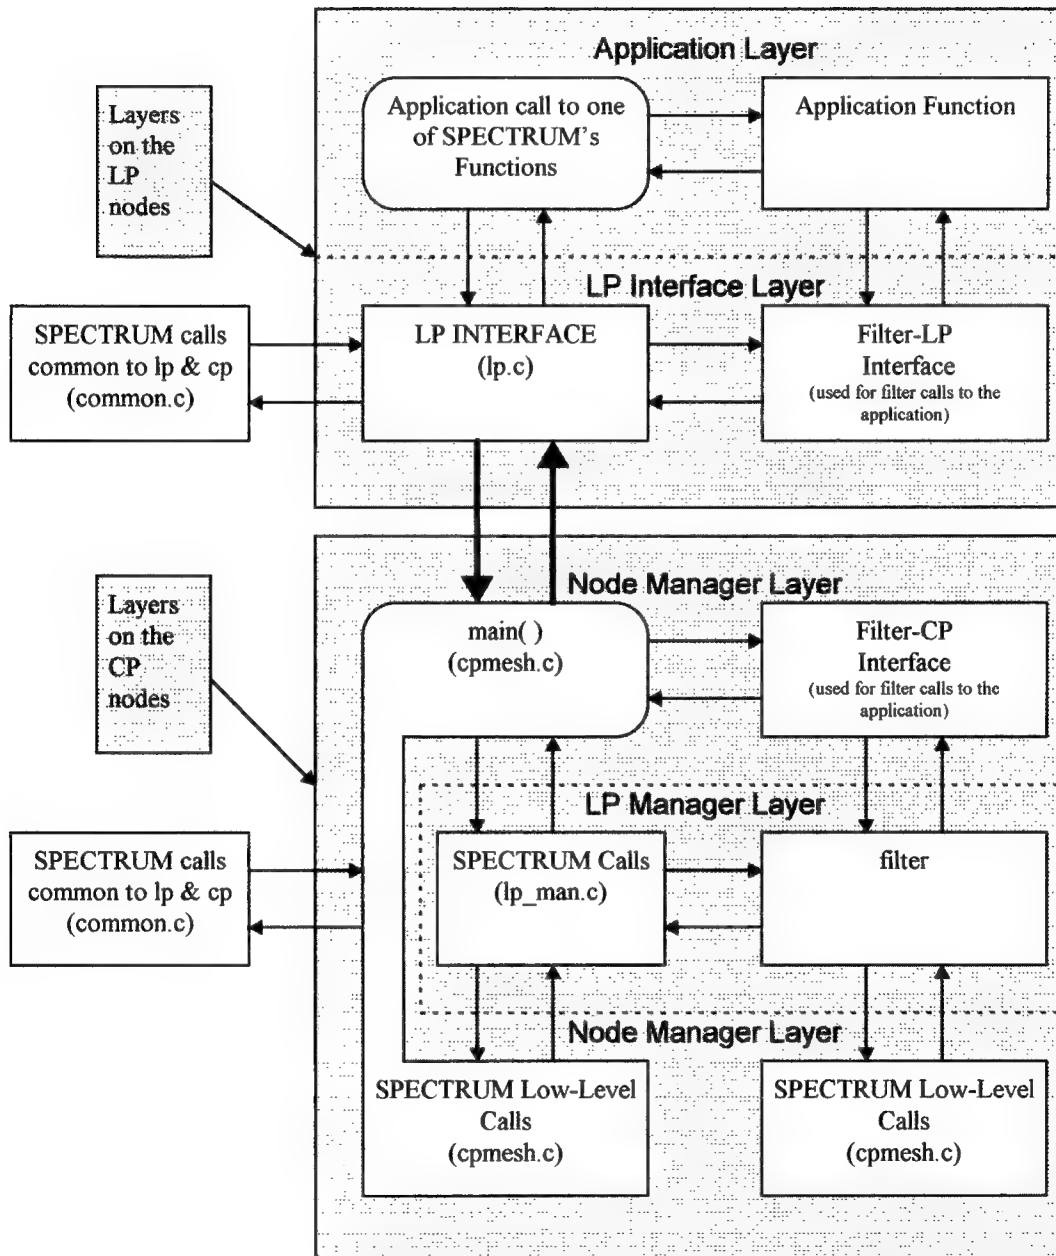 Application Layer
Layers
on the
LP
nodes
Application call to one
of SPECTRUM's
Functions
Application Function
LP Interface Layer
SPECTRUM calls
common to lp & cp
(common.c)
LP INTERFACE
(lp.c)
Filter-LP
Interface
(used for filter calls to the
application)
Node Manager Layer
Layers
on the
CP
nodes
main( )
(cpmesh.c)
Filter-CP
Interface
(used for filter calls to the
application)
LP Manager Layer
SPECTRUM calls
common to lp & cp
(common.c)
SPECTRUM Calls
(lp_man.c)
filter
Node Manager Layer
SPECTRUM Low-Level
Calls
(cpmesh.c)
SPECTRUM Low-Level
Calls
(cpmesh.c)